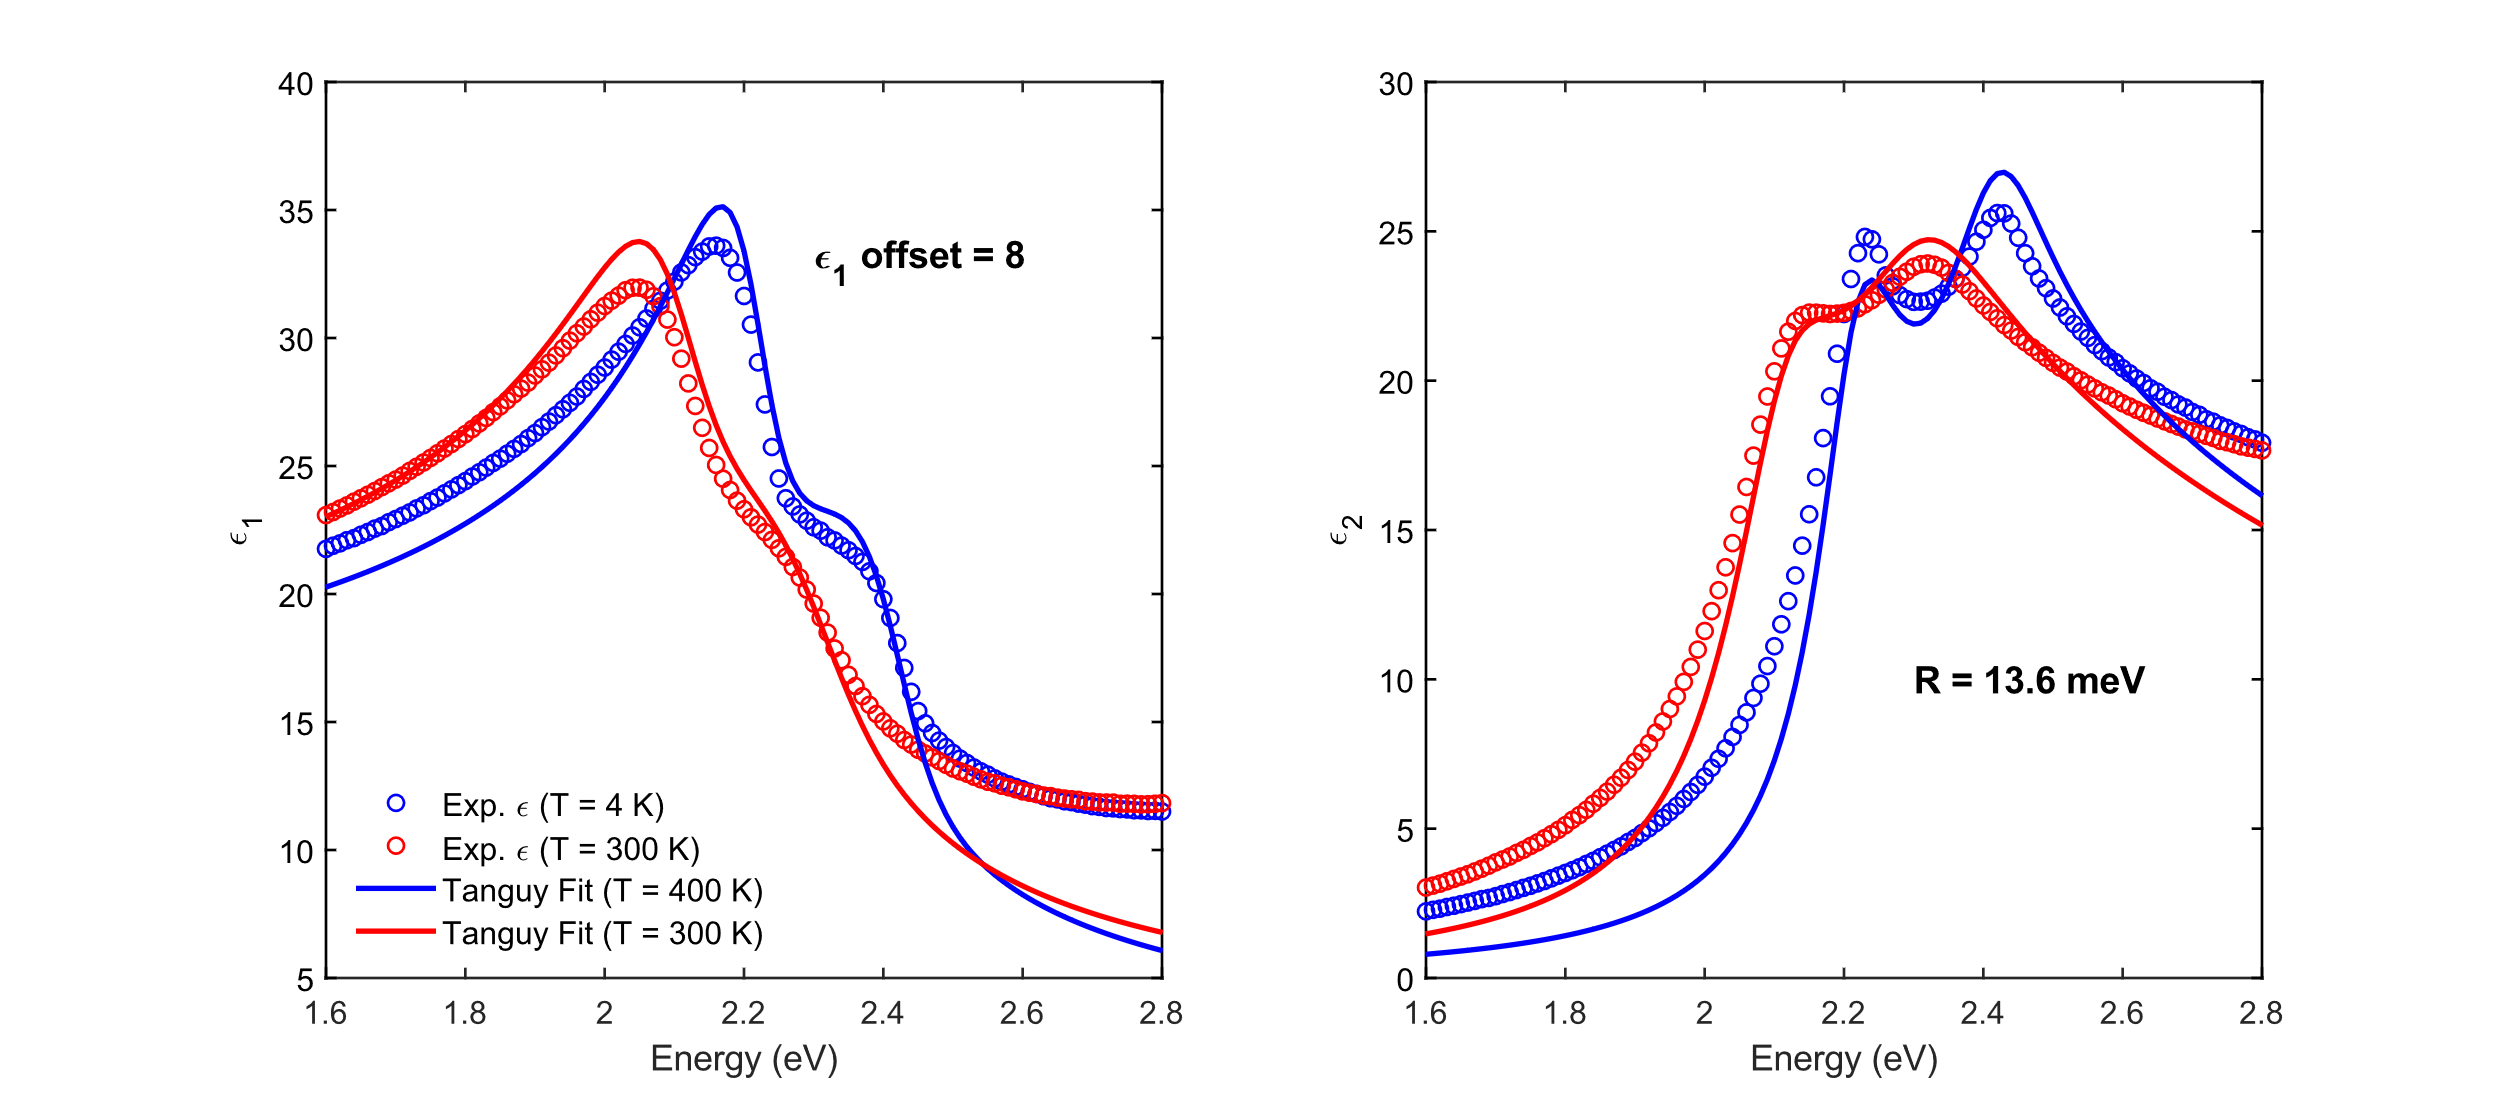 40
35
30
25
20
15
10
5
ϵ1
1.6 1.8 2 2.2 2.4 2.6 2.8
Energy (eV)
ϵ1 offset = 8
Exp. ϵ (T = 4 K)
Exp. ϵ (T = 300 K)
Tanguy Fit (T = 400 K)
Tanguy Fit (T = 300 K)
30
25
20
15
10
5
0
ϵ2
1.6 1.8 2 2.2 2.4 2.6 2.8
Energy (eV)
R = 13.6 meV